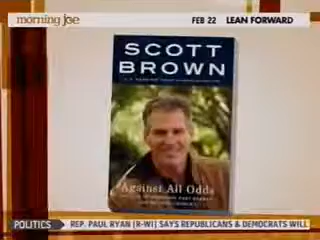 morning joe
FEB 22 LEAN FORWARD
SCOTT
BROWN
Against All Odds
POLITICS REP. PAUL RYAN [R-WI] SAYS REPUBLICANS & DEMOCRATS WILL